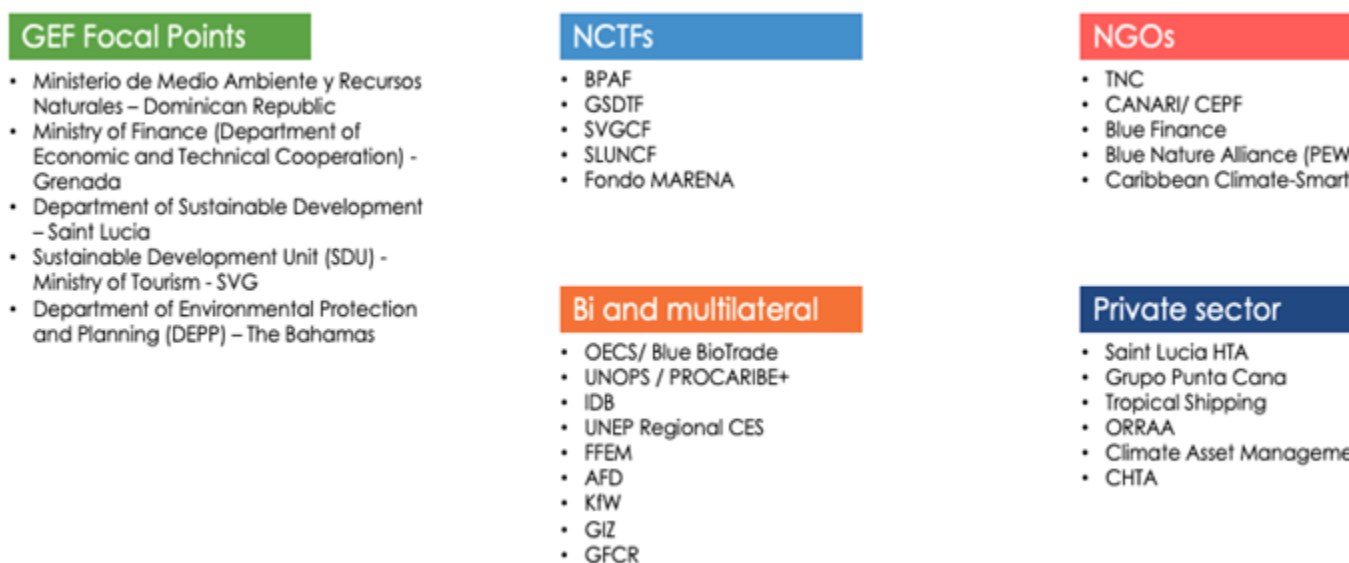 GEF Focal Points
• Ministerio de Medio Ambiente y Recursos
Naturales – Dominican Republic
• Ministry of Finance (Department of
Economic and Technical Cooperation) -
Grenada
• Department of Sustainable Development
– Saint Lucia
• Sustainable Development Unit (SDU) -
Ministry of Tourism - SVG
• Department of Environmental Protection
and Planning (DEPP) – The Bahamas
NCTFs
• BPAF
• GSDTF
• SVGCF
• SLUNCF
• Fondo MARENA
Bi and multilateral
• OECS/ Blue BioTrade
• UNOPS / PROCARIBE+
• IDB
• UNEP Regional CES
• FFEM
• AFD
• KfW
• GIZ
• GFCR
NGOs
• TNC
• CANARI/ CEPF
• Blue Finance
• Blue Nature Alliance (PEW
• Caribbean Climate-Smart
Private sector
• Saint Lucia HTA
• Grupo Punta Cana
• Tropical Shipping
• ORRAA
• Climate Asset
• CHTA